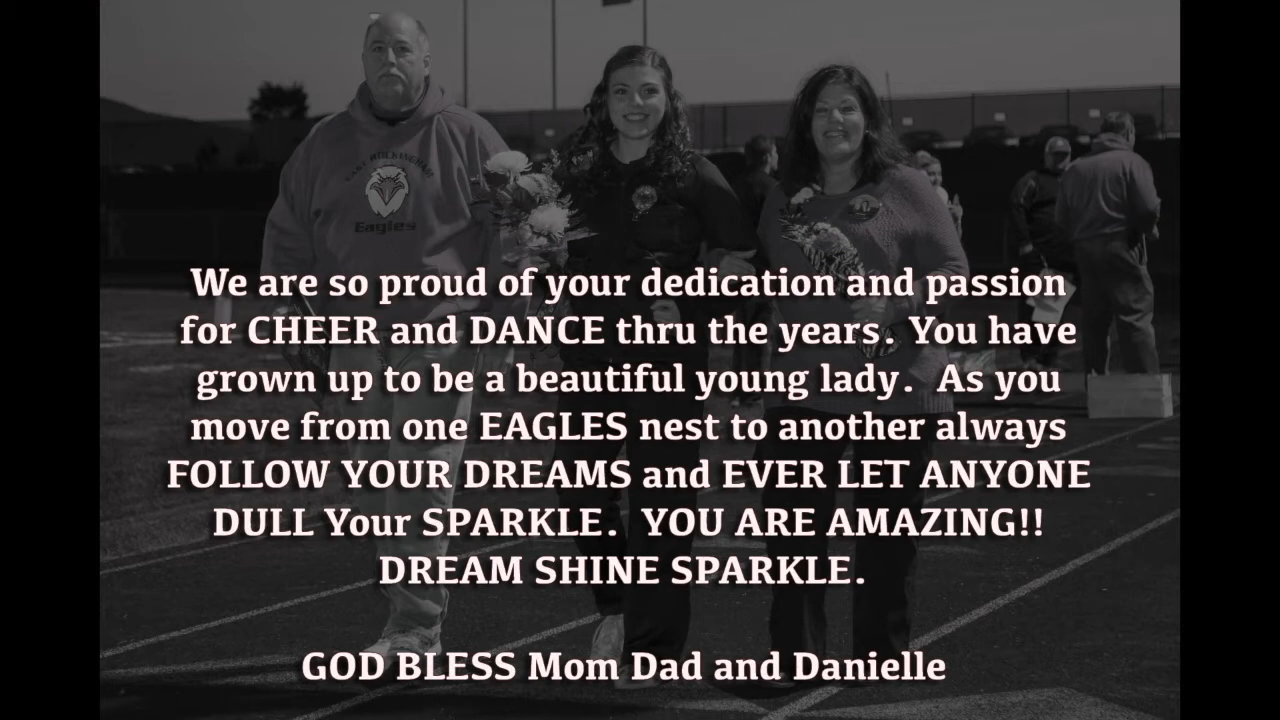 EAST ROCKINGHAM
Eagles
We are so proud of your dedication and passion
for CHEER and DANCE thru the years. You have
grown up to be a beautiful young lady. As you
move from one EAGLES nest to another always
FOLLOW YOUR DREAMS and EVER LET ANYONE
DULL Your SPARKLE. YOU ARE AMAZING!!
DREAM SHINE SPARKLE.
GOD BLESS Mom Dad and Danielle